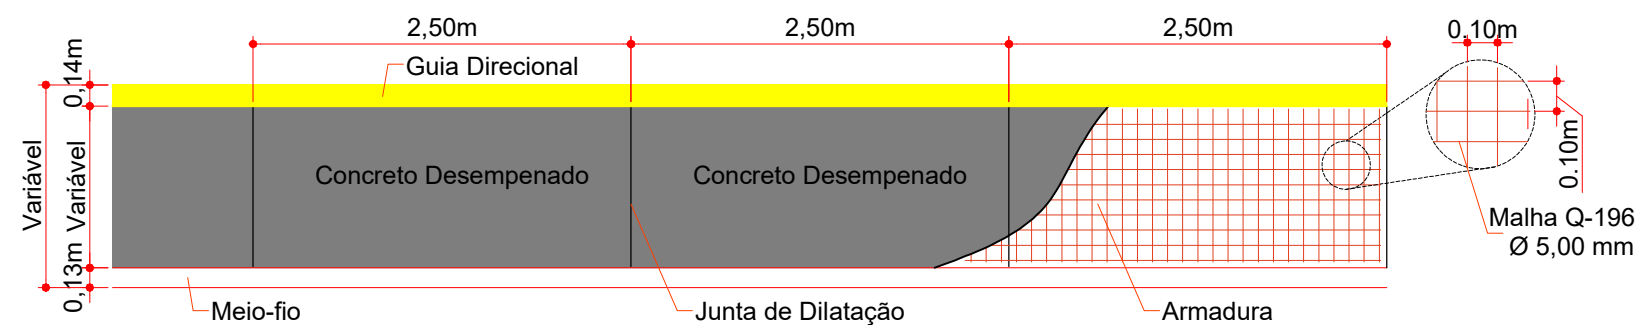 2,50m
2,50m
2,50m
0.10m
0,14m
Guia Direcional
Variável
Variável
Concreto Desempenado
Concreto Desempenado
0.10m
Malha Q-196
Ø 5,00 mm
0,13m
Meio-fio
Junta de Dilatação
Armadura